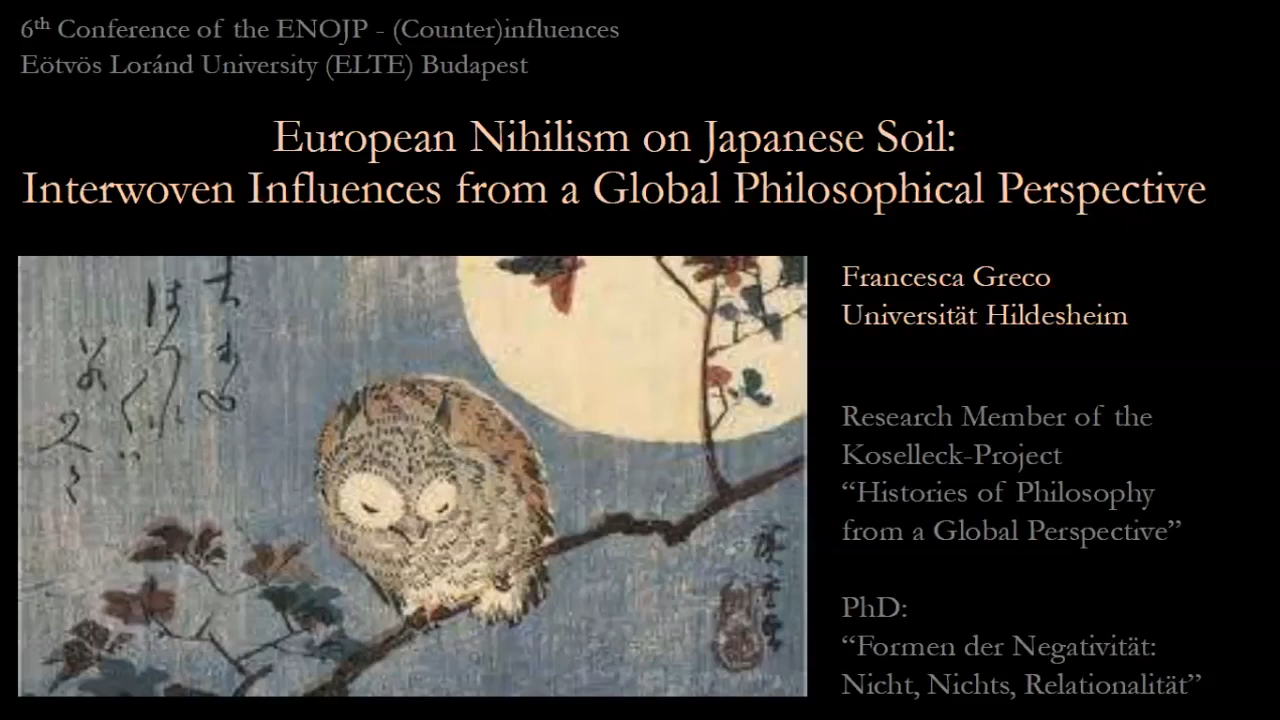 6th Conference of the ENOJP - (Counter)influences
Eötvös Loránd University (ELTE) Budapest
European Nihilism on Japanese Soil:
Interwoven Influences from a Global Philosophical Perspective
Francesca Greco
Universität Hildesheim
Research Member of the
Koselleck-Project
“Histories of Philosophy
from a Global Perspective”
PhD:
“Formen der Negativität:
Nicht, Nichts, Relationalität”